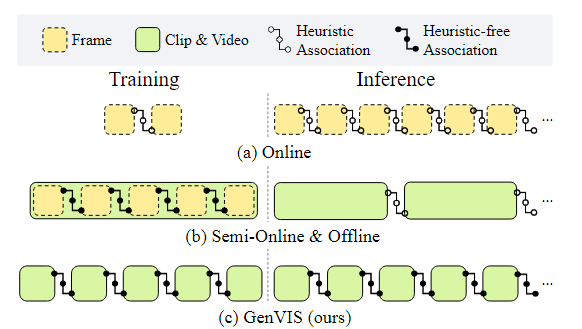 Frame
Clip & Video
Heuristic
Association
Heuristic-free
Association
Training
Inference
...
(a) Online
...
(b) Semi-Online & Offline
...
(c) GenVIS (ours)